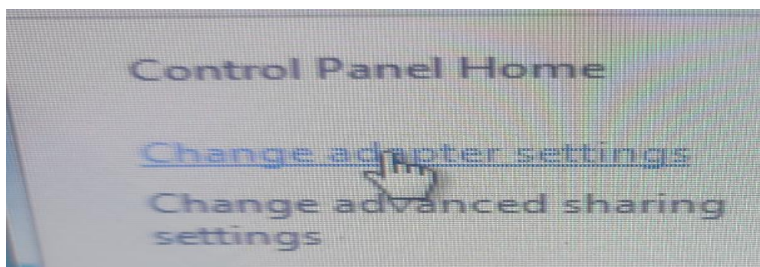 Control Panel Home
Change adapter settings
Change advanced sharing
settings